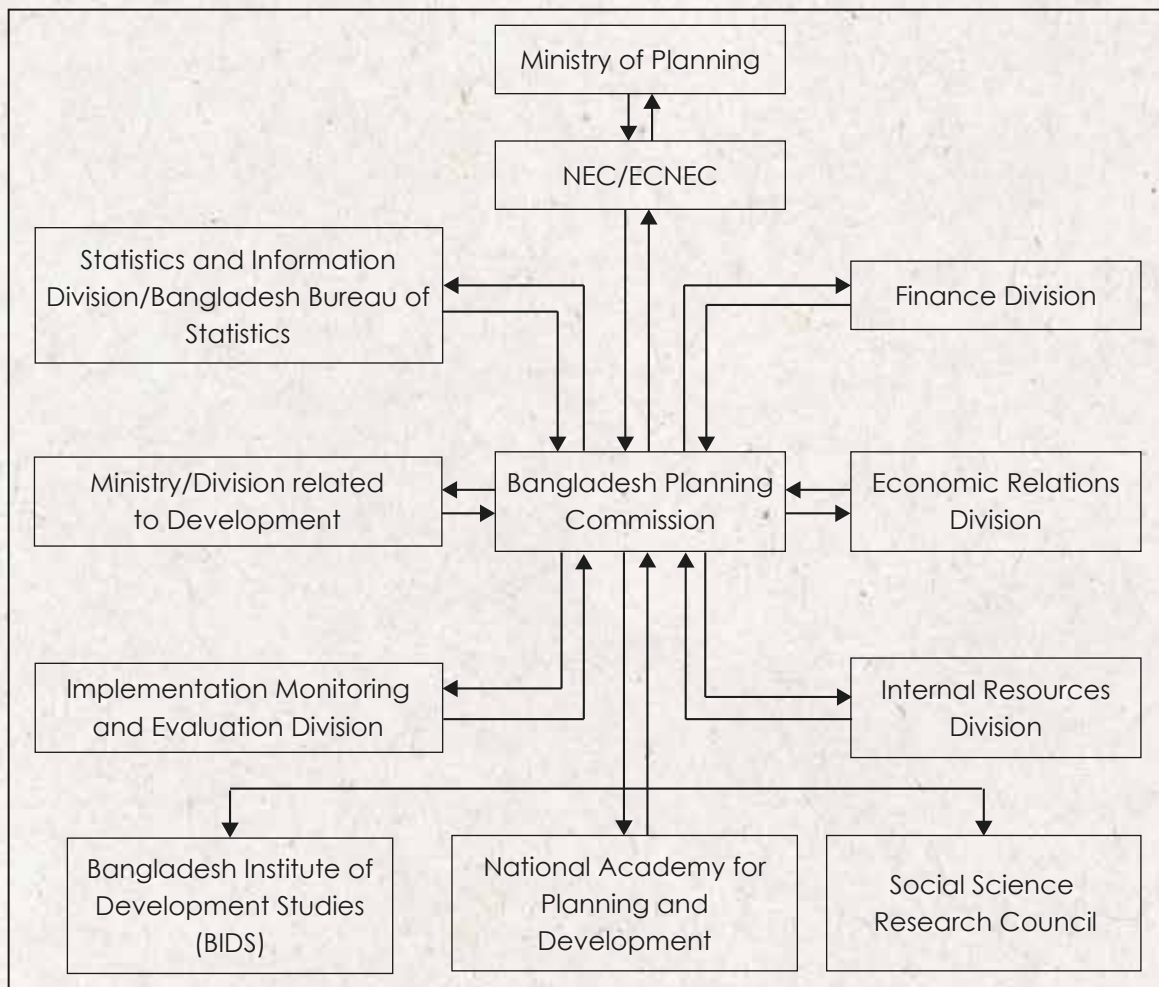 Ministry of Planning
NEC/ECNEC
Statistics and Information
Division/Bangladesh Bureau of
Statistics
Finance Division
Ministry/Division related
to Development
Bangladesh Planning
Commission
Economic Relations
Division
Implementation Monitoring
and Evaluation Division
Internal Resources
Division
Bangladesh Institute of
Development Studies
(BIDS)
National Academy for
Planning and
Development
Social Science
Research Council